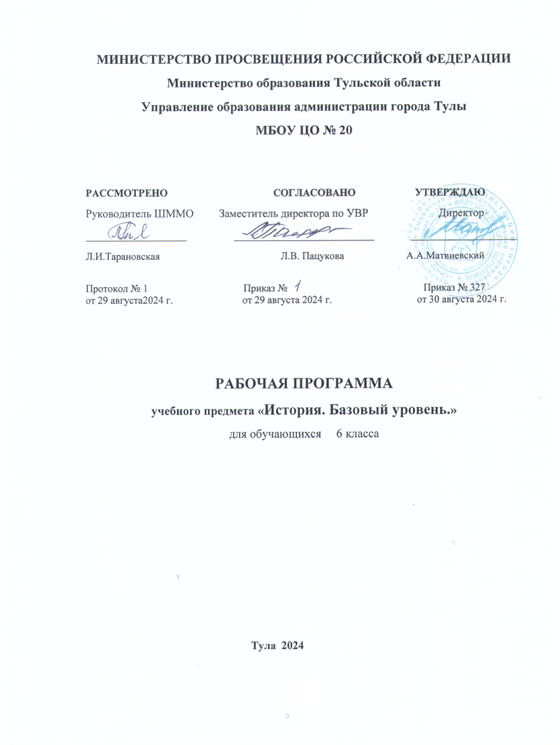 МИНИСТЕРСТВО ПРОСВЕЩЕНИЯ РОССИЙСКОЙ ФЕДЕРАЦИИ
Министерство образования Тульской области
Управление образования администрации города Тулы
МБОУ ЦО № 20
РАССМОТРЕНО СОГЛАСОВАНО УТВЕРЖДАЮ
Руководитель ШММО Заместитель директора по УВР Директор
Л.И.Тарановская Л.В. Пацукова А.А.Матвиевский
Протокол № 1 Приказ № 1 Приказ № 327
от 29 августа2024 г. от 29 августа 2024 г. от 30 августа 2024 г.
РАБОЧАЯ ПРОГРАММА
учебного предмета «История. Базовый уровень.»
для обучающихся 6 класса
Тула 2024